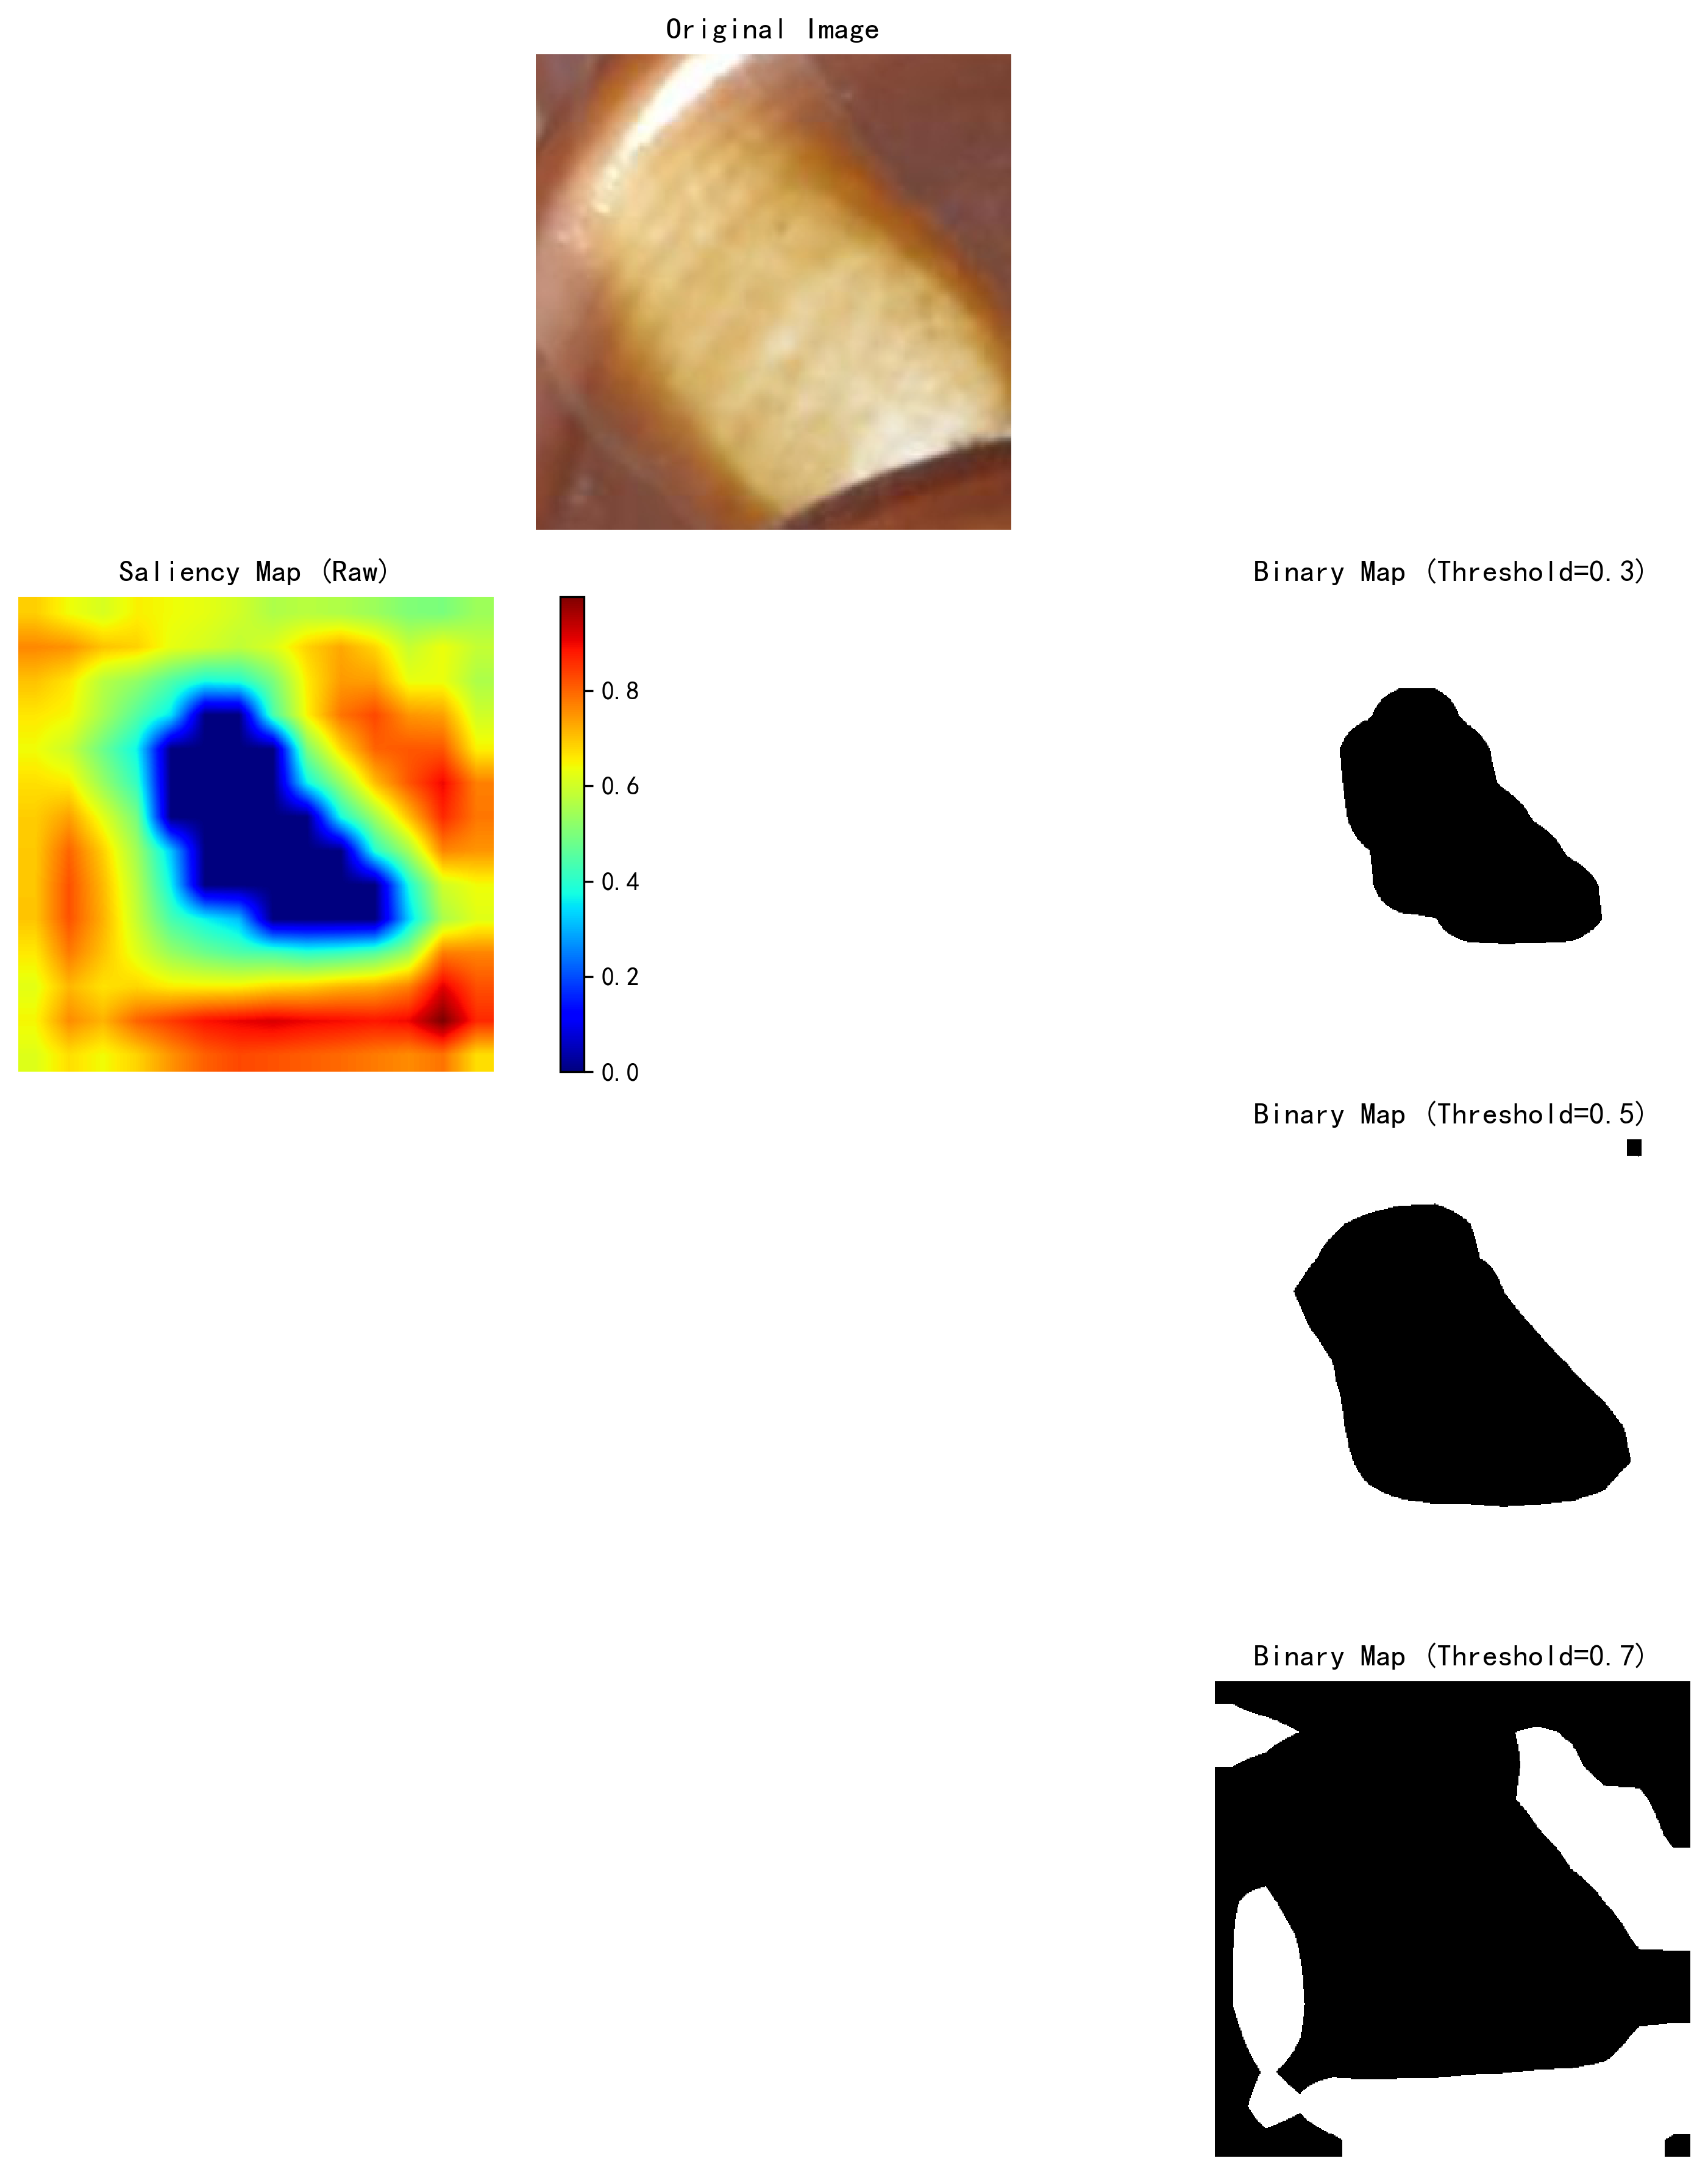 Original Image
Saliency Map (Raw)
Binary Map (Threshold=0.3)
0.8
0.6
0.4
0.2
0.0
Binary Map (Threshold=0.5)
Binary Map (Threshold=0.7)